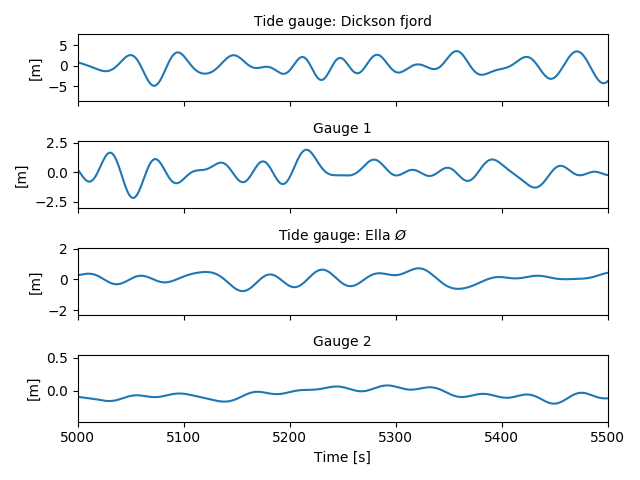 Tide gauge: Dickson fjord
5
0
−5
[m]
Gauge 1
2.5
0.0
−2.5
[m]
Tide gauge: Ella Ø
2
0
−2
[m]
Gauge 2
0.5
0.0
[m]
5000 5100 5200 5300 5400 5500
Time [s]